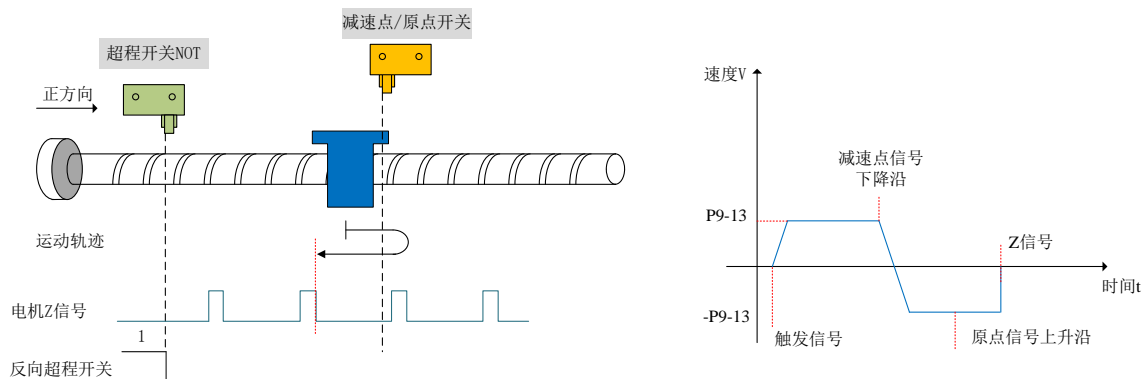 减速点/原点开关
超程开关NOT
正方向
运动轨迹
电机Z信号
1
反向超程开关
速度V
减速点信号
下降沿
P9-13
Z信号
时间t
-P9-13
触发信号
原点信号上升沿